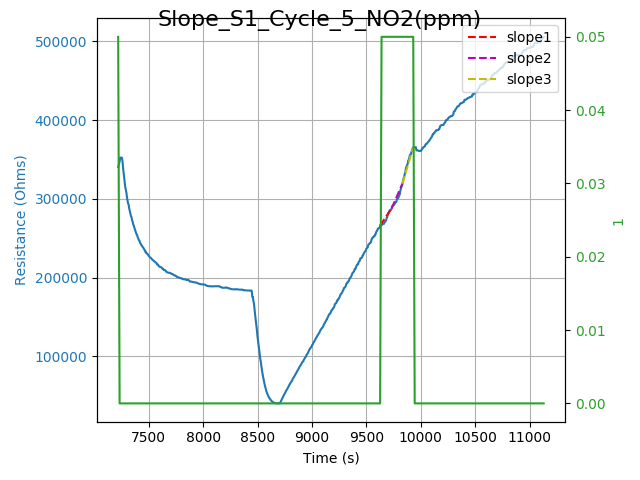 Slope_S1_Cycle_5_NO2(ppm)
slope1
slope2
slope3
500000
400000
300000
200000
100000
Resistance (Ohms)
0.05
0.04
0.03
0.02
0.01
0.00
1
7500 8000 8500 9000 9500 10000 10500 11000
Time (s)